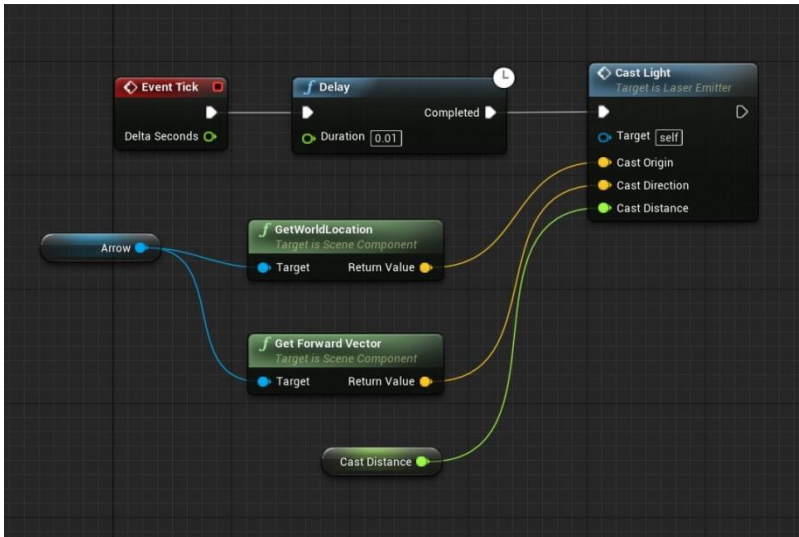 Event Tick
Delta Seconds
Delay
Completed
Duration 0.01
Cast Light
Target is Laser Emitter
Target self
Cast Origin
Cast Direction
Cast Distance
Arrow
GetWorldLocation
Target is Scene Component
Target Return Value
Get Forward Vector
Target is Scene Component
Target Return Value
Cast Distance